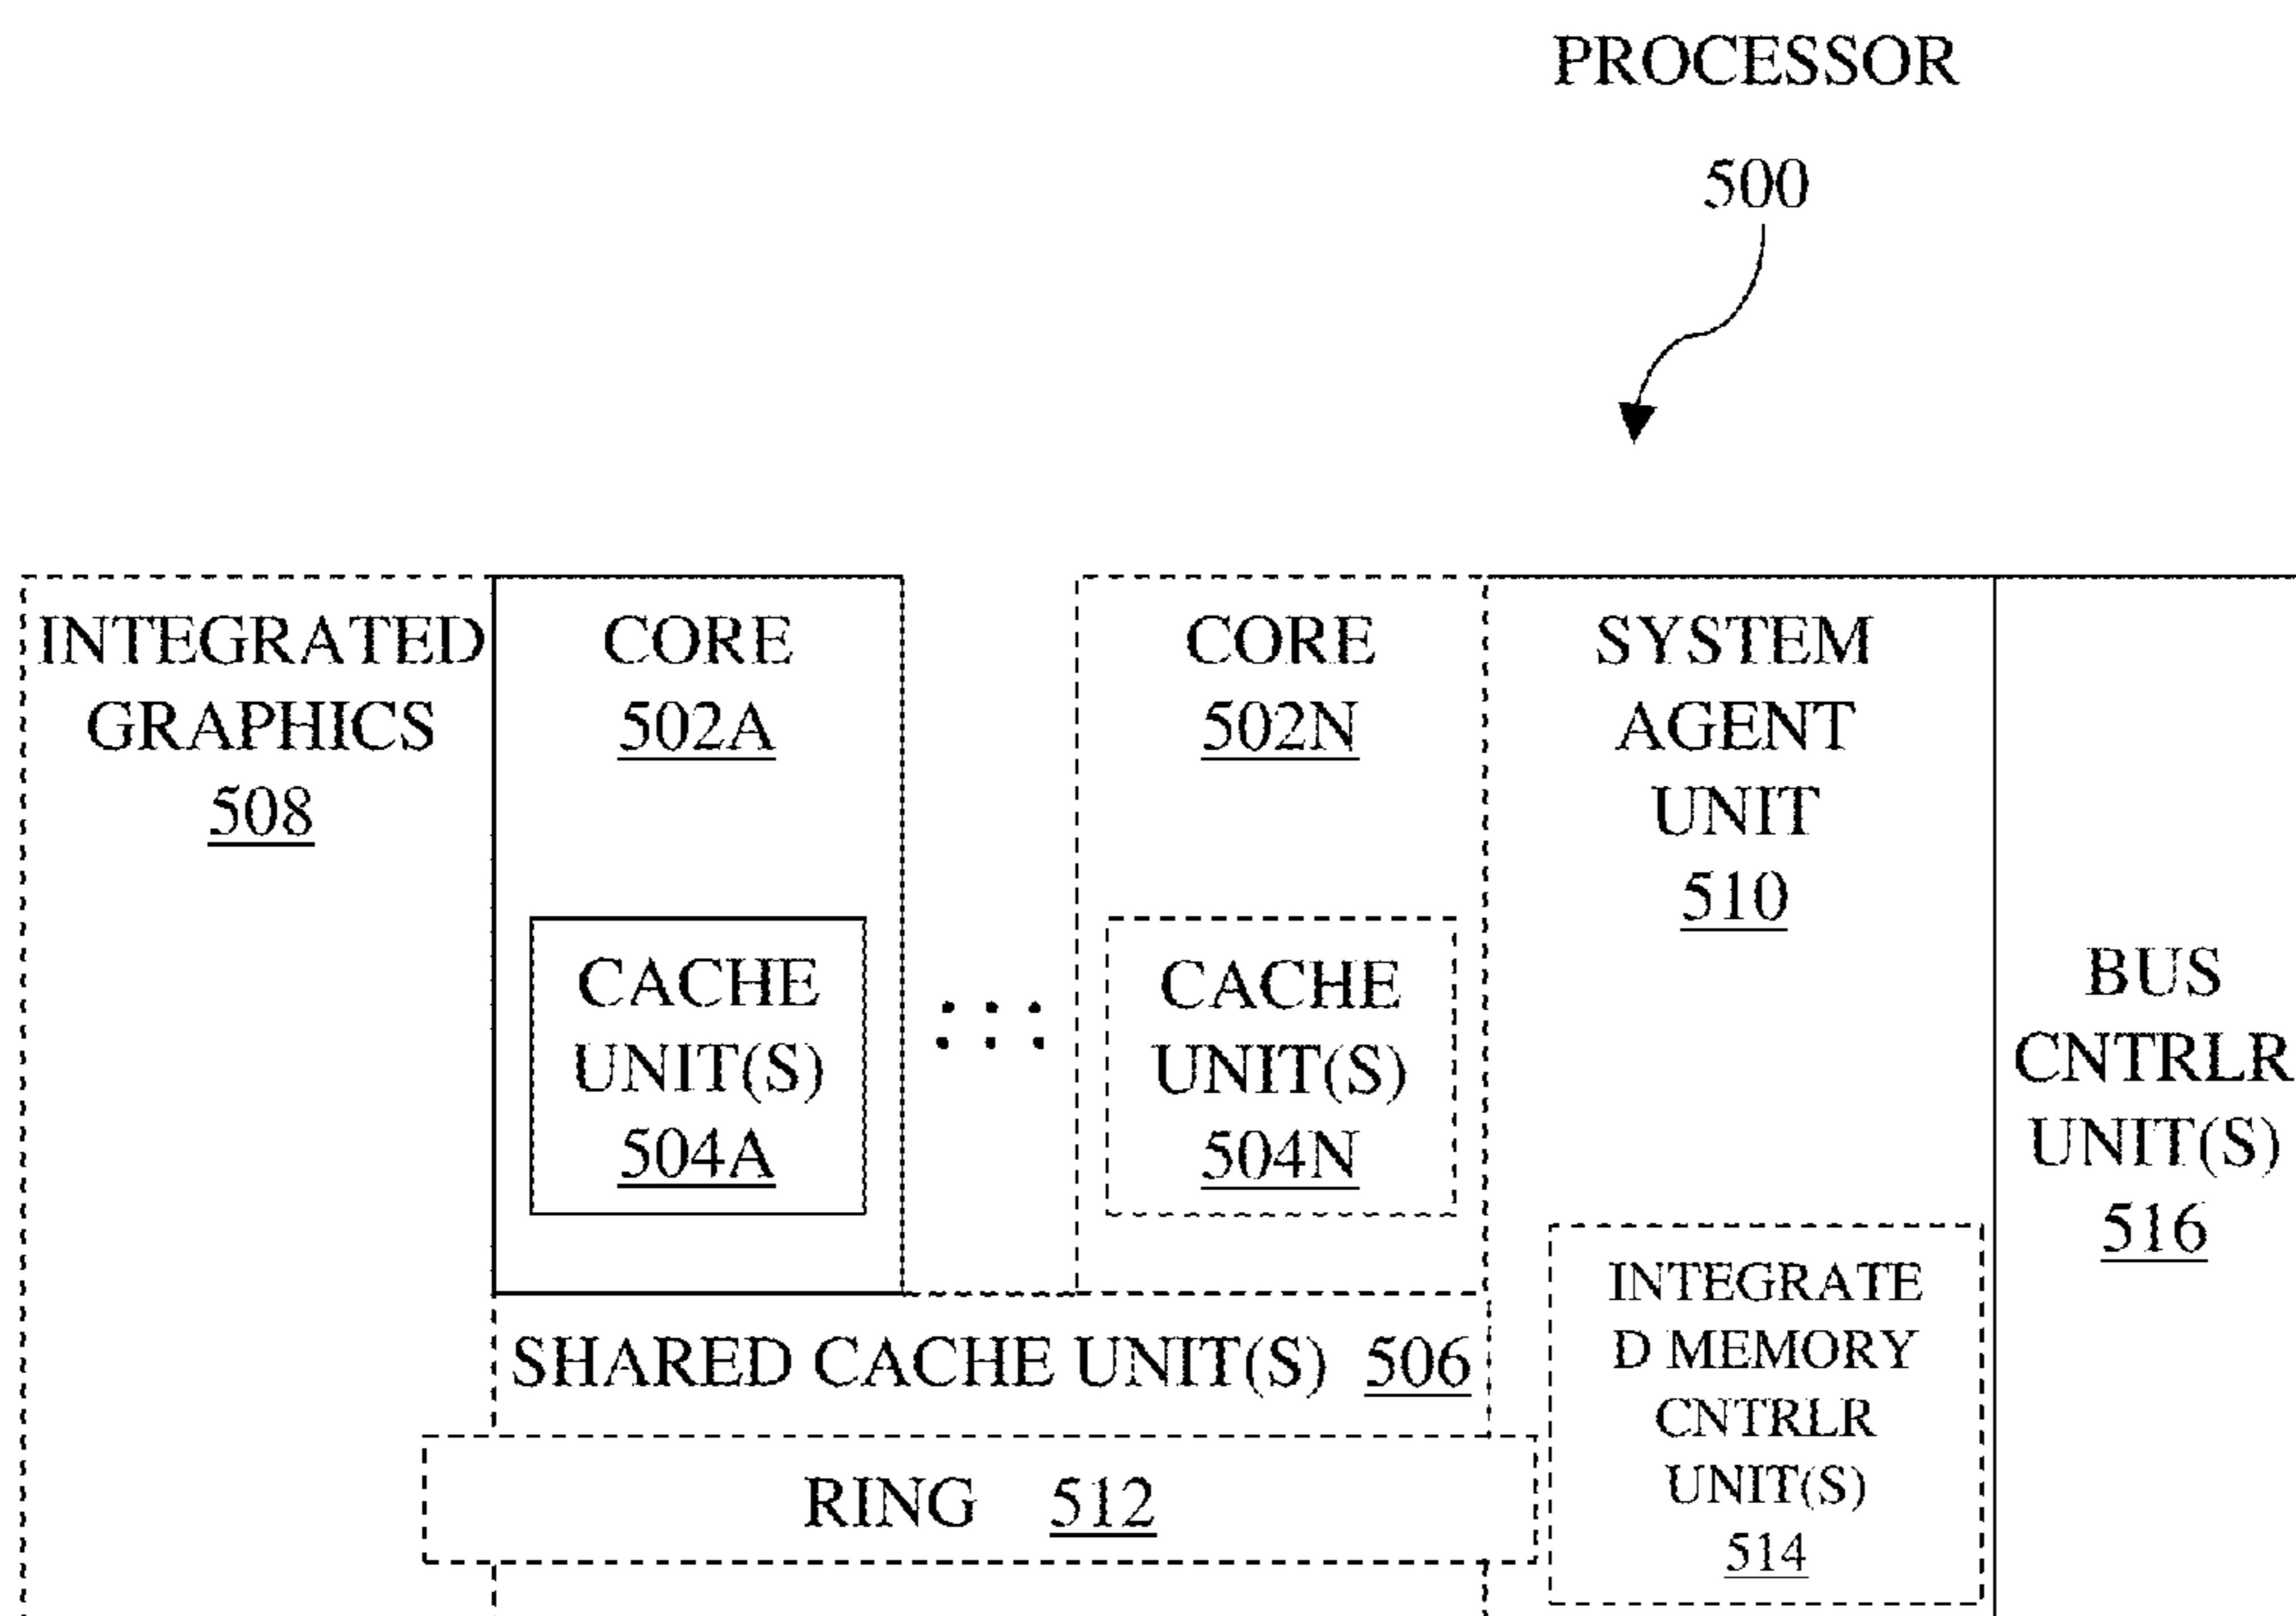 PROCESSOR
500
INTEGRATED
GRAPHICS
508
CORE
502A
CACHE
UNIT(S)
504A
CORE
502N
CACHE
UNIT(S)
504N
SYSTEM
AGENT
UNIT
510
BUS
CNTRLR
UNIT(S)
516
SHARED CACHE UNIT(S) 506
RING 512
INTEGRATE
D MEMORY
CNTRLR
UNIT(S)
514